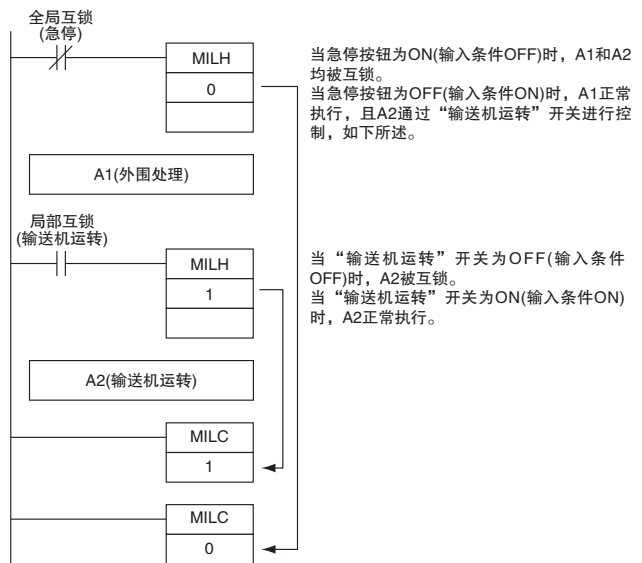 全局互锁
(急停)
MILH
0
当急停按钮为ON(输入条件OFF)时，A1和A2
均被互锁。
当急停按钮为OFF(输入条件ON)时，A1正常
执行，且A2通过“输送机运转”开关进行控
制，如下所述。
A1(外围处理)
局部互锁
(输送机运转)
MILH
1
当“输送机运转”开关为OFF(输入条件
OFF)时，A2被互锁。
当“输送机运转”开关为ON(输入条件ON)
时，A2正常执行。
A2(输送机运转)
MILC
1
MILC
0